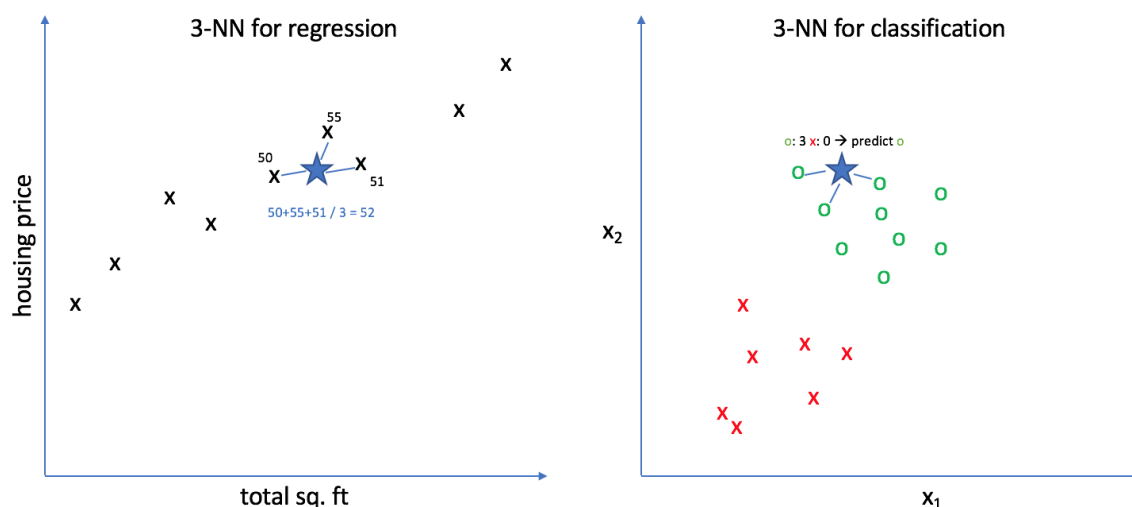 3-NN for regression
x
x
55
x
50
x
x
51
50+55+51 / 3 = 52
x
x
x
x
housing price
total sq. ft
3-NN for classification
o: 3 x: 0 → predict o
o
o
o
o
o
o
o
o
o
x₂
x
x
x
x
x
x
x
x₁